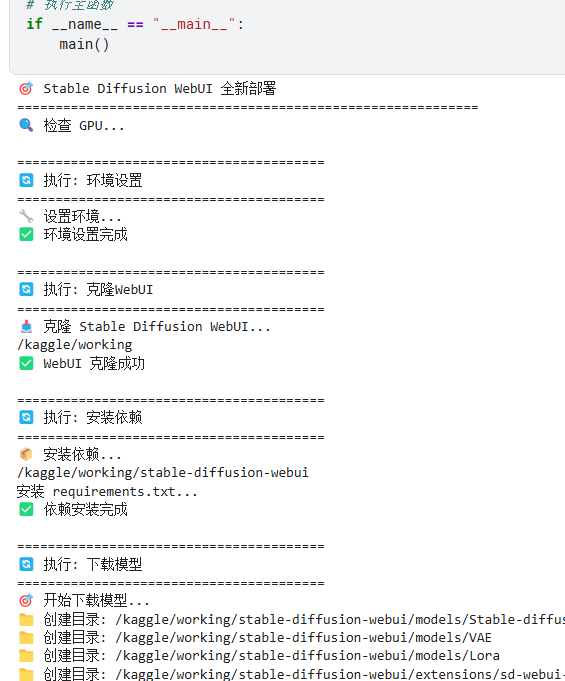 # 执行主函数
if __name__ == "__main__":
    main()
🎯 Stable Diffusion WebUI 全新部署
============================================================
🔍 检查 GPU...

========================================
🔄 执行: 环境设置
========================================
🔧 设置环境...
✅ 环境设置完成

========================================
🔄 执行: 克隆WebUI
========================================
📥 克隆 Stable Diffusion WebUI...
/kaggle/working
✅ WebUI 克隆成功

========================================
🔄 执行: 安装依赖
========================================
📦 安装依赖...
/kaggle/working/stable-diffusion-webui
安装 requirements.txt...
✅ 依赖安装完成

========================================
🔄 执行: 下载模型
========================================
🎯 开始下载模型...
📁 创建目录: /kaggle/working/stable-diffusion-webui/models/Stable-diffus
📁 创建目录: /kaggle/working/stable-diffusion-webui/models/VAE
📁 创建目录: /kaggle/working/stable-diffusion-webui/models/Lora
📁 创建目录: /kaggle/working/stable-diffusion-webui/extensions/sd-webui-